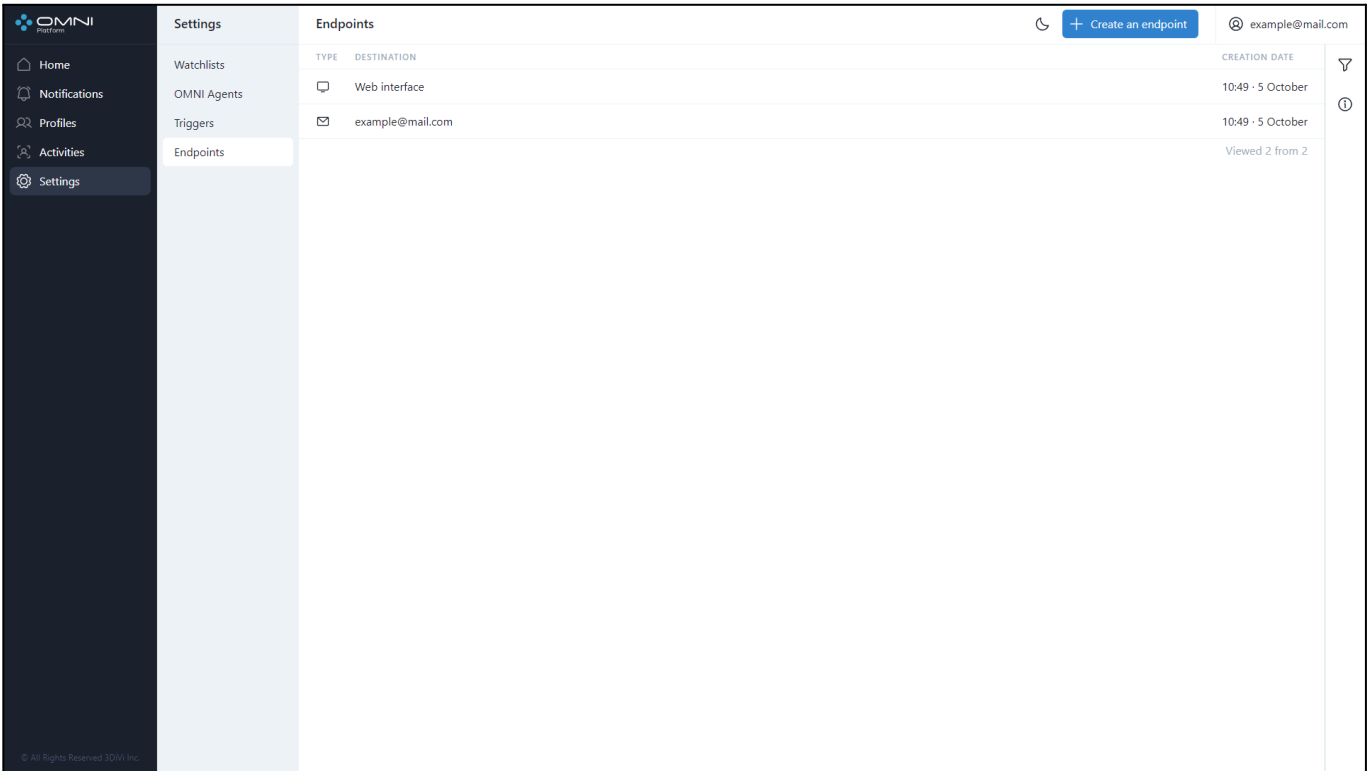 OMNI
Platform
Home
Notifications
Profiles
Activities
Settings
© All Rights Reserved 3DiVi Inc.
Settings
Watchlists
OMNI Agents
Triggers
Endpoints
Endpoints
Create an endpoint
example@mail.com
TYPE DESTINATION CREATION DATE
Web interface 10:49 · 5 October
example@mail.com 10:49 · 5 October
Viewed 2 from 2